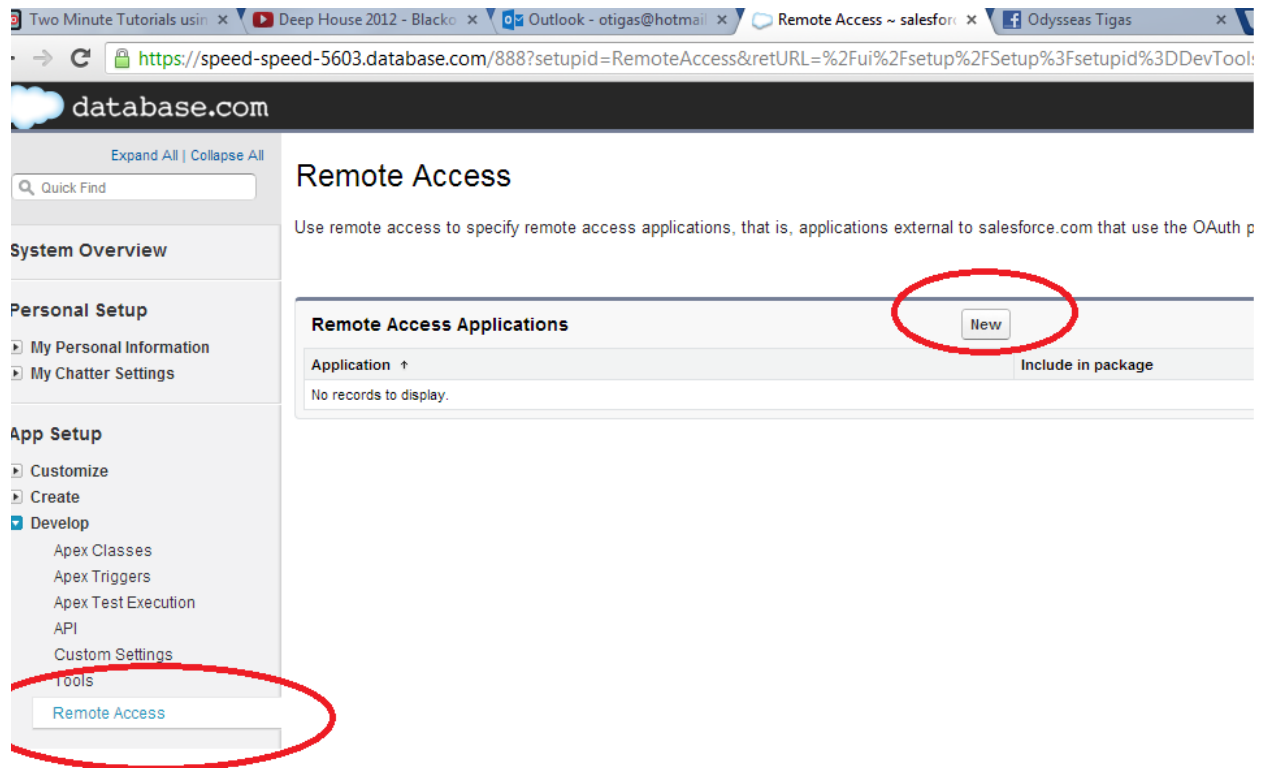 Two Minute Tutorials usin
Deep House 2012 - Blacko
Outlook - otigas@hotmail
Remote Access ~ salesforc
Odysseas Tigas
https://speed-speed-5603.database.com/888?setupid=RemoteAccess&retURL=%2Fui%2Fsetup%2FSetup%3Fsetupid%3DDevTools
database.com
Expand All | Collapse All
Quick Find
System Overview
Personal Setup
My Personal Information
My Chatter Settings
App Setup
Customize
Create
Develop
Apex Classes
Apex Triggers
Apex Test Execution
API
Custom Settings
Tools
Remote Access
Remote Access
Use remote access to specify remote access applications, that is, applications external to salesforce.com that use the OAuth p
Remote Access Applications
New
Application ↑ Include in package
No records to display.